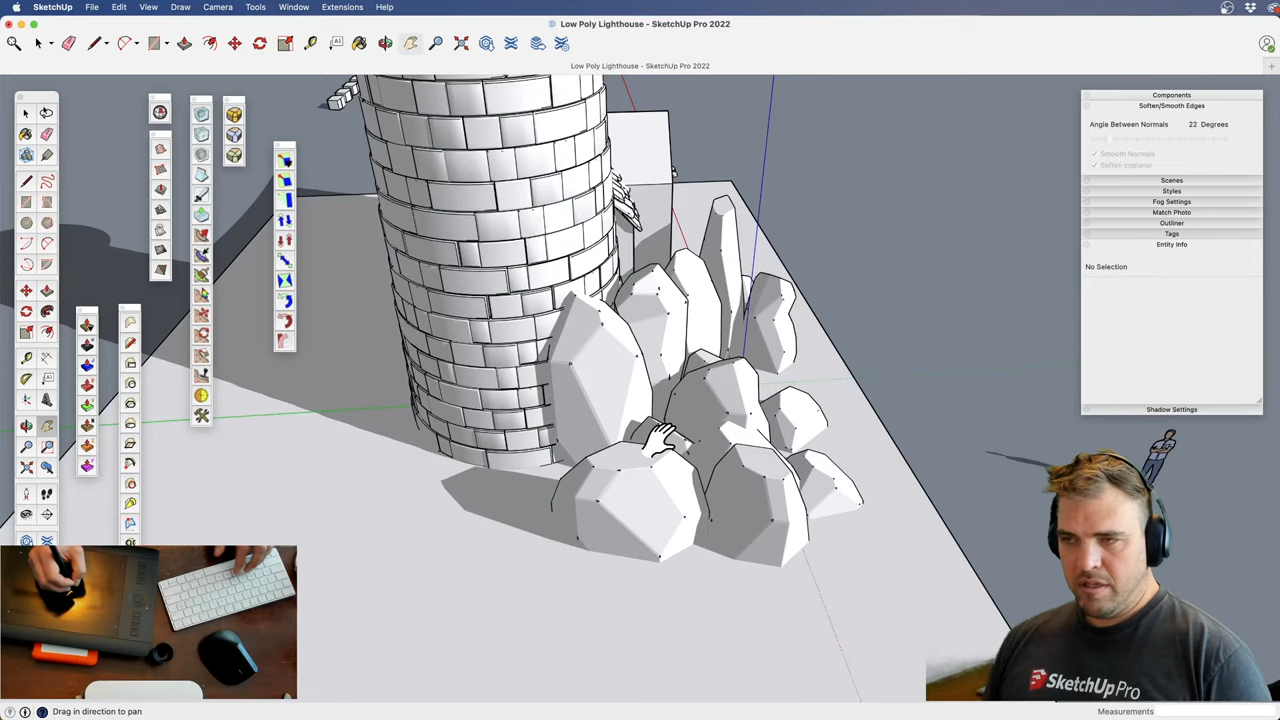 SketchUp File Edit View Draw Camera Tools Window Extensions Help
Low Poly Lighthouse - SketchUp Pro 2022
Low Poly Lighthouse - SketchUp Pro 2022
Components
Soften/Smooth Edges
Angle Between Normals 22 Degrees
Smooth Normals
Soften coplanar
Scenes
Styles
Fog Settings
Match Photo
Outliner
Tags
Entity Info
No Selection
Shadow Settings
SketchUp Pro
Drag in direction to pan
Measurements